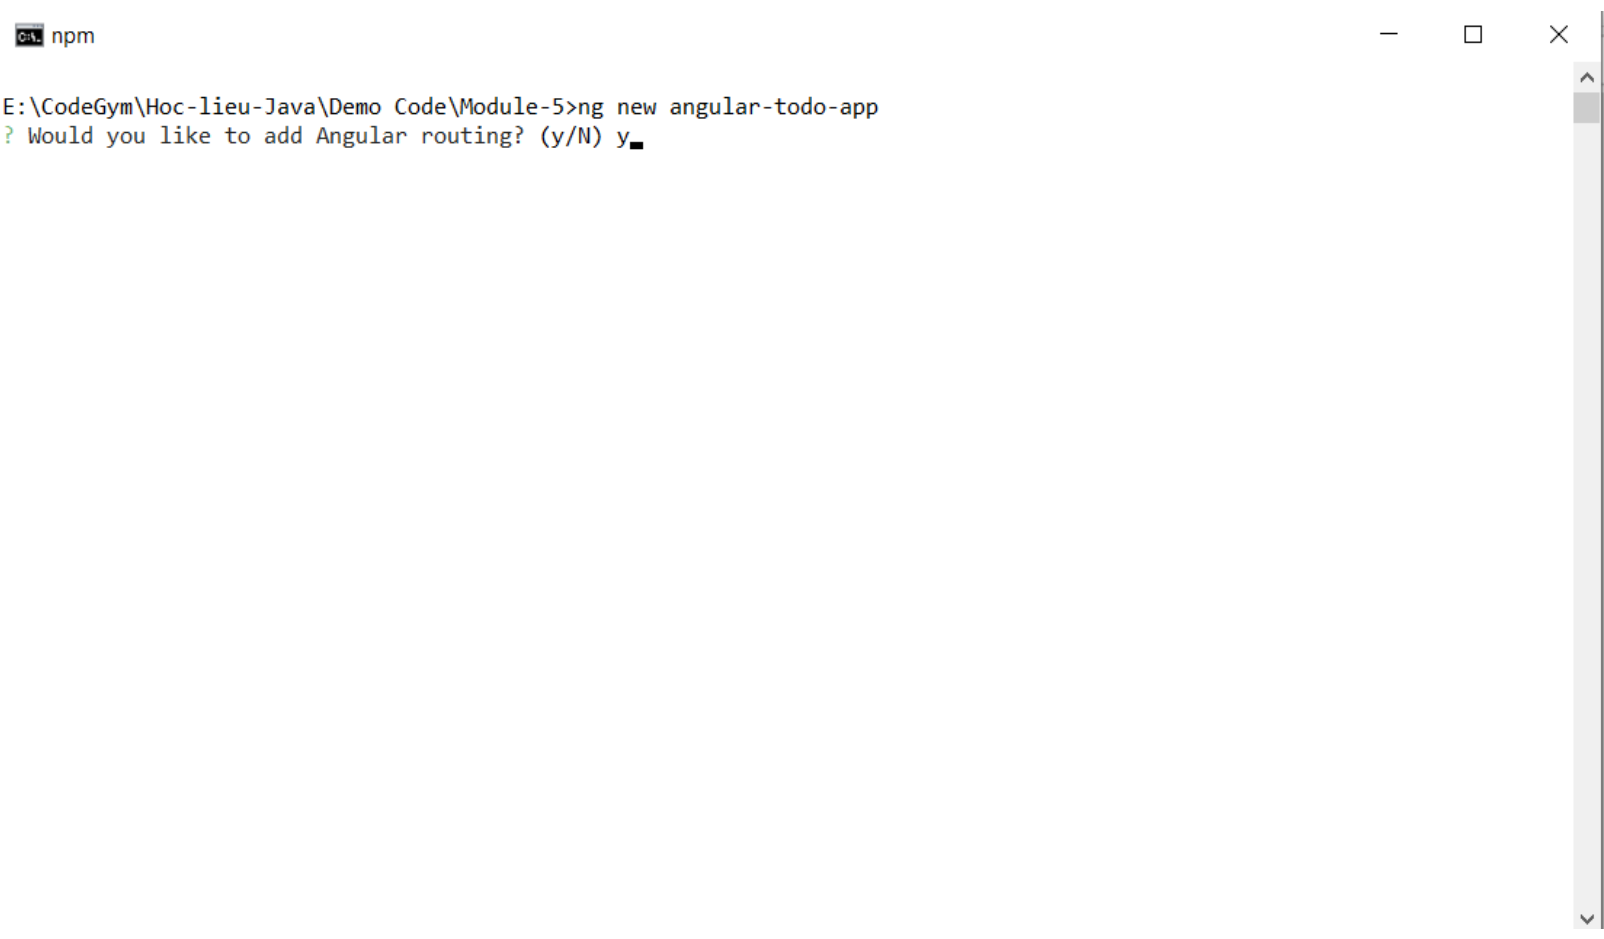 npm
E:\CodeGym\Hoc-lieu-Java\Demo Code\Module-5>ng new angular-todo-app
? Would you like to add Angular routing? (y/N) y